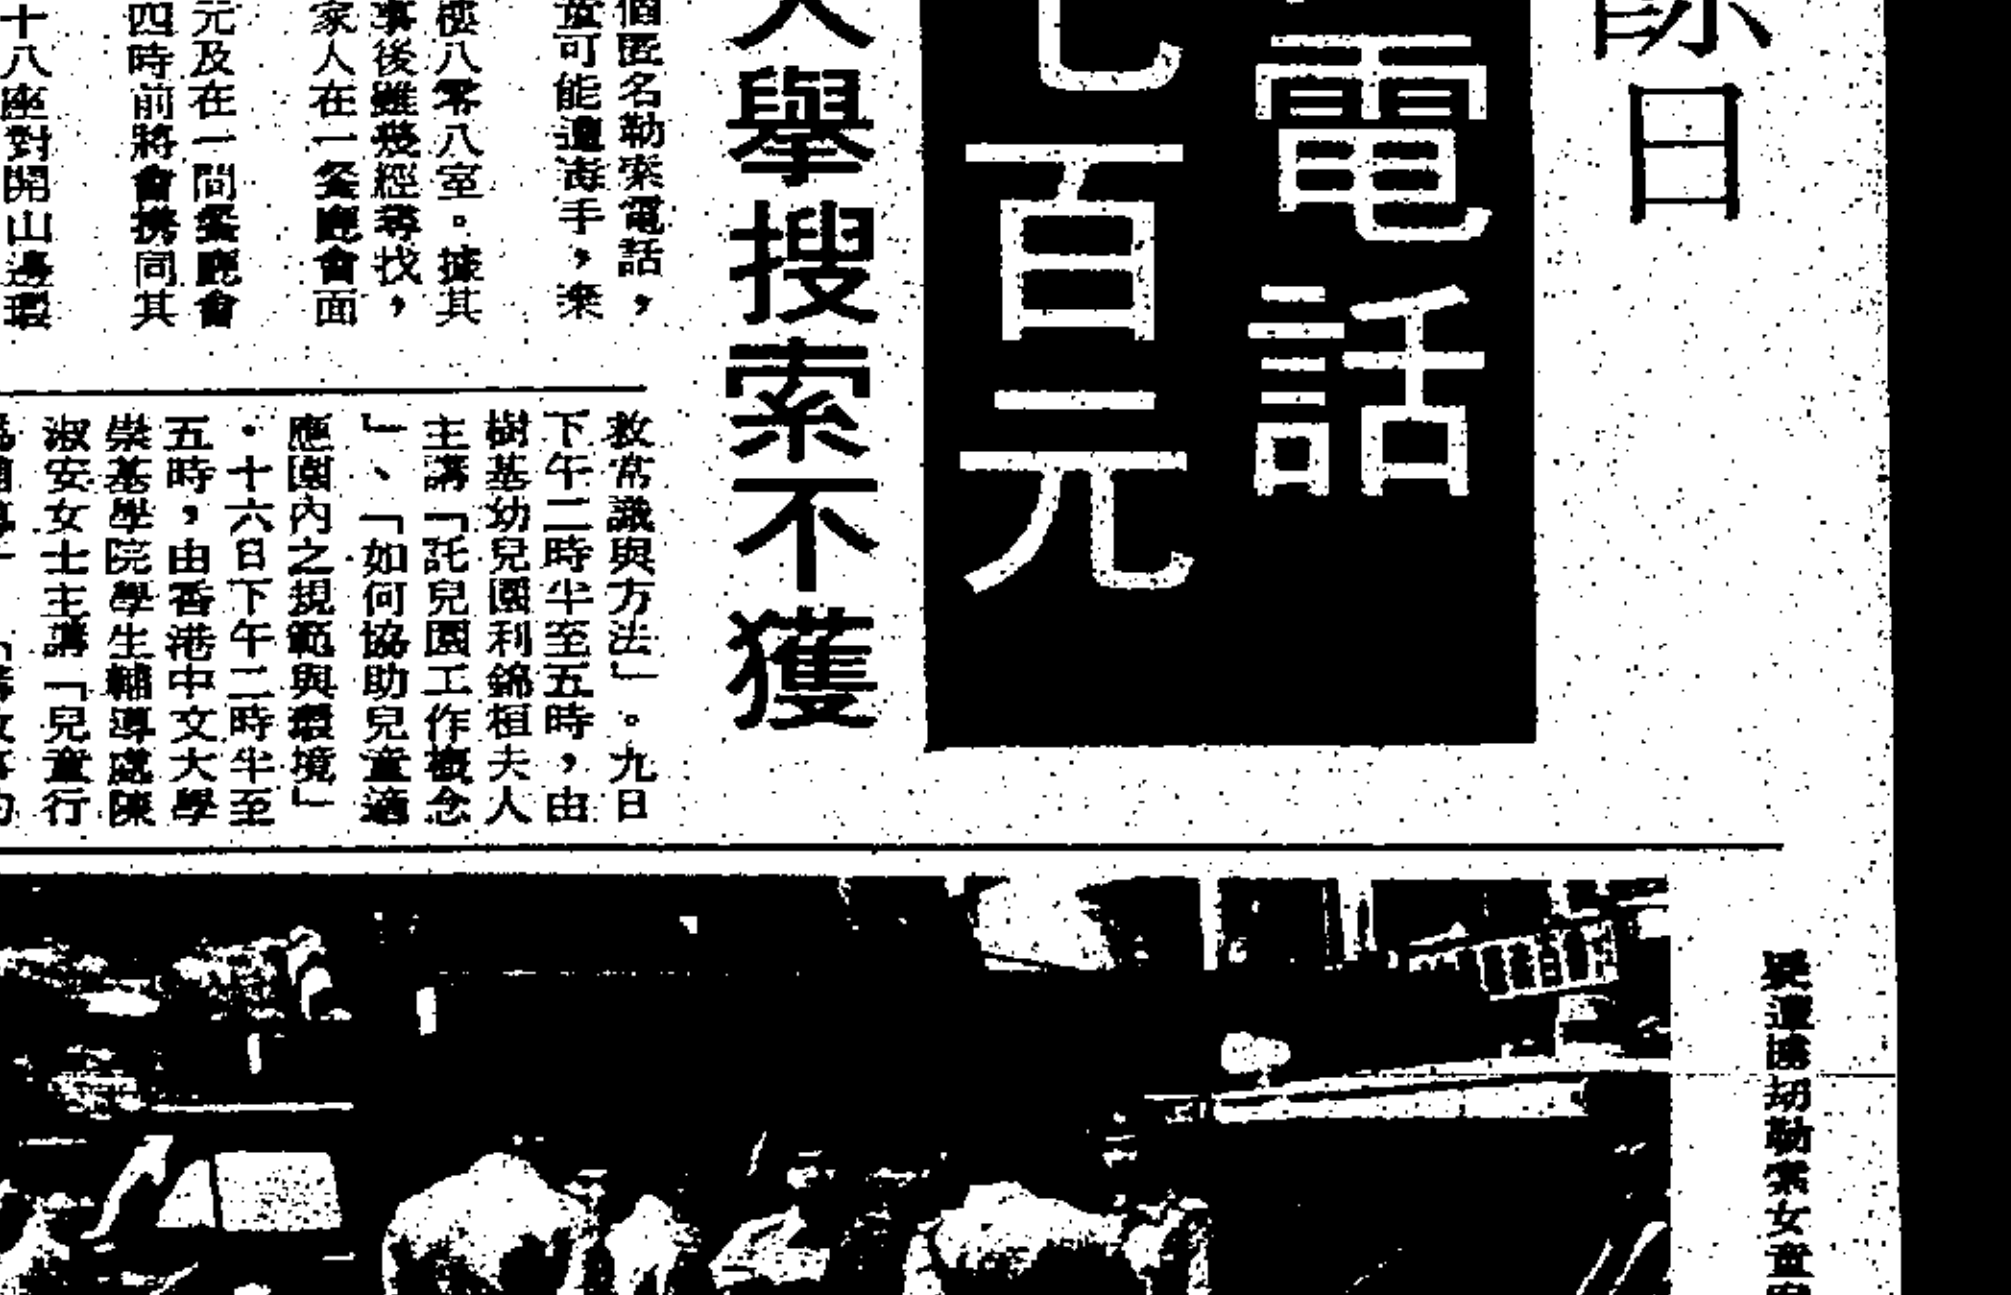 日
電話
七百元
大舉搜索不獲
個匿名勒索電話，
童可能遭毒手，
樓八零八室。據其
事後雖幾經尋找，
家人在一餐廳會面
元及在一間餐廳會
四時前將會携同其
十八座對開山邊環
救常識與方法」。九日
下午二時半至五時，由
樹基幼兒園利錦桓夫人
主講「託兒園工作概念
」、「如何協助兒童適
應園內之規範與環境」
・十六日下午二時半至
五時，由香港中文大學
崇基學院學生輔導處陳
淑安女士主講「兒童行
勒索女童